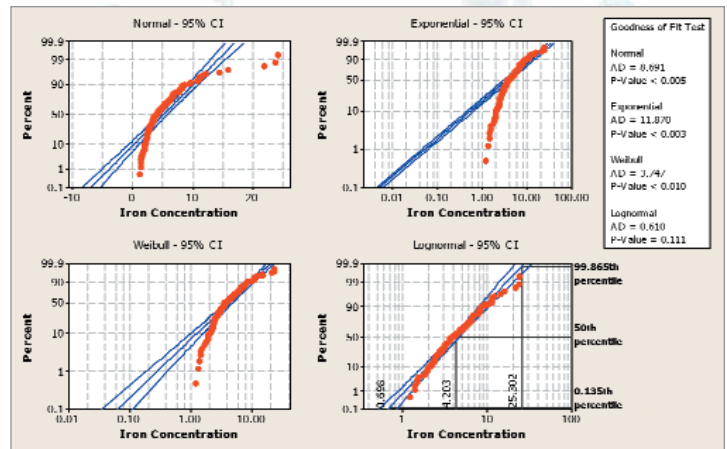 Normal - 95% CI
99.9
99
90
50
10
1
0.1
Percent
-10
0
10
20
Iron Concentration
Exponential - 95% CI
99.9
90
50
10
1
0.1
Percent
0.01
0.10
1.00
10.00
100.00
Iron Concentration
Goodness of Fit Test
Normal
AD = 8.691
P-Value < 0.005
Exponential
AD = 11.870
P-Value < 0.003
Weibull
AD = 3.747
P-Value < 0.010
Lognormal
AD = 0.610
P-Value = 0.111
Weibull - 95% CI
99.9
90
50
10
1
0.1
Percent
0.10
1.00
10.00
Iron Concentration
Lognormal - 95% CI
99.9
99
90
50
10
1
0.1
Percent
1
10
100
Iron Concentration
0.696
4.203
25.302
99.865th
percentile
50th
percentile
0.135th
percentile